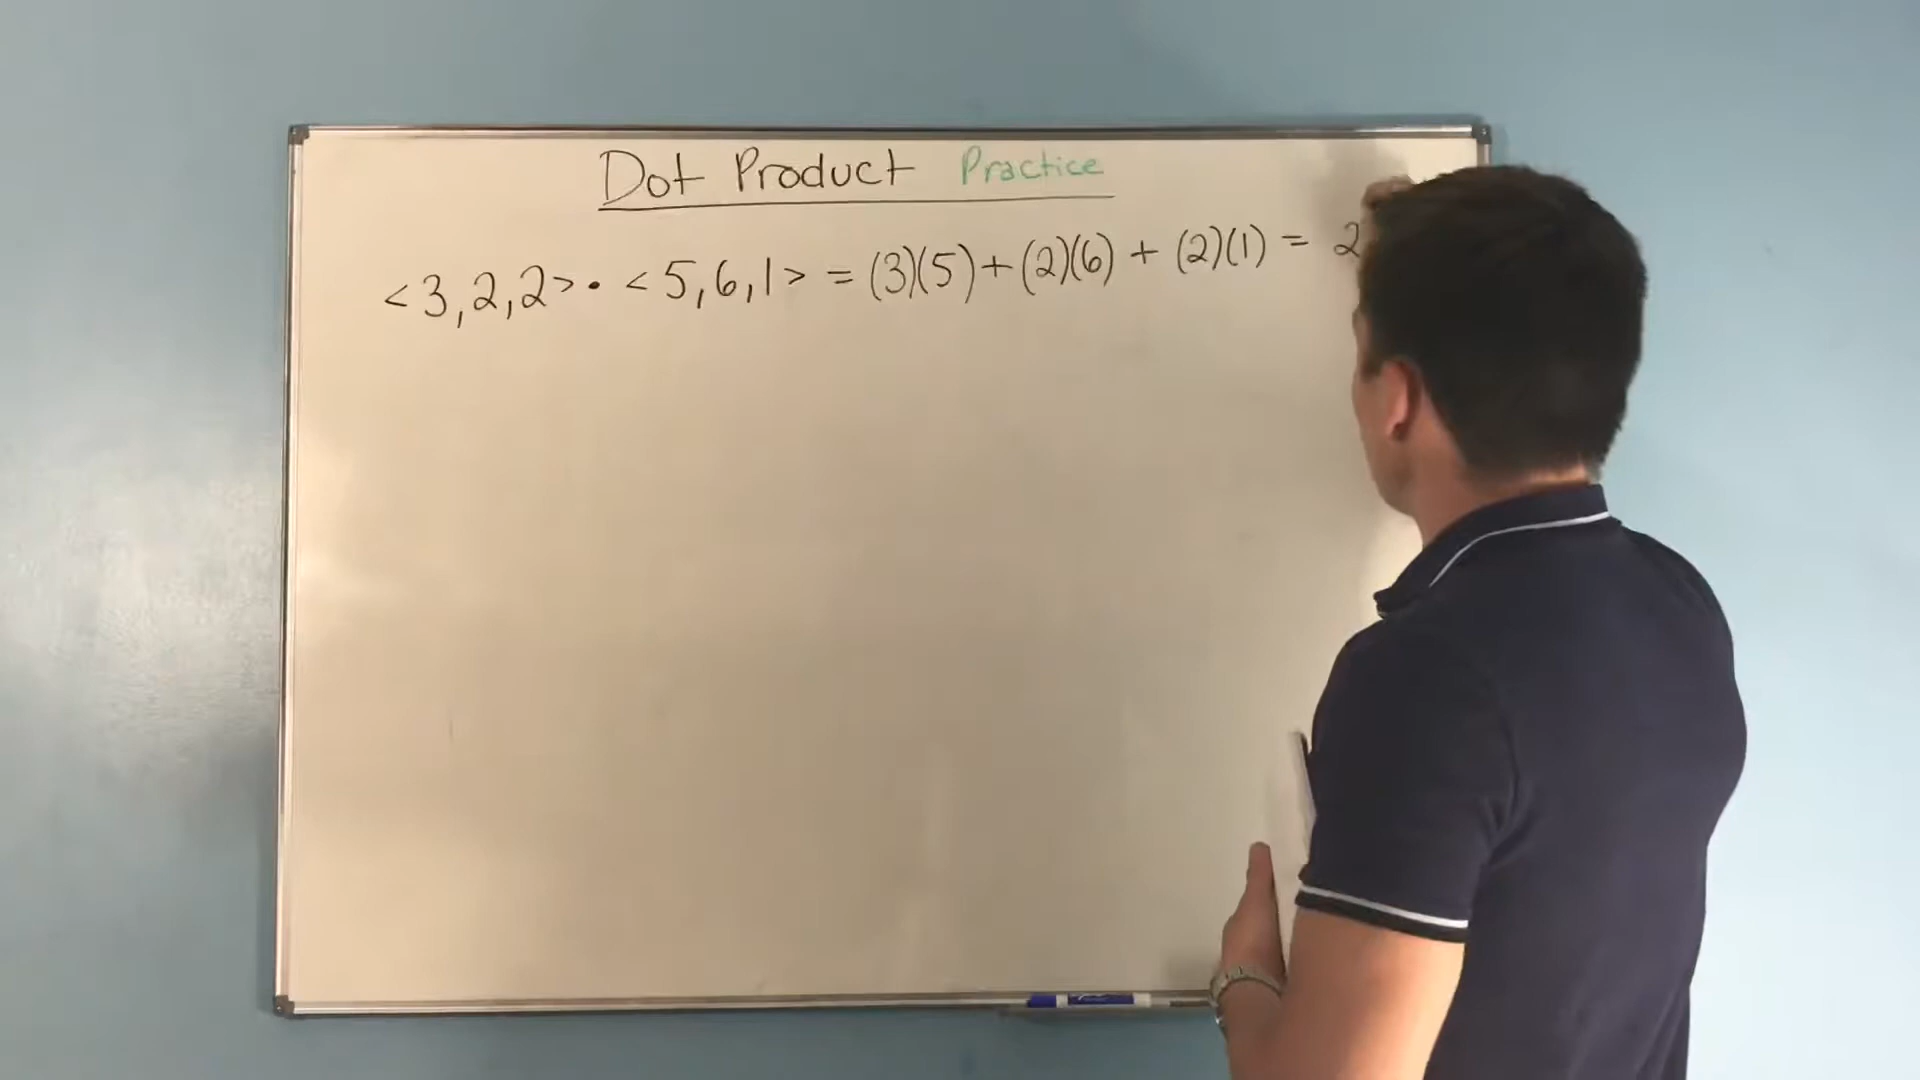 Dot Product Practice
<3,2,2> • <5,6,1> = (3)(5)+(2)(6) + (2)(1) = 2